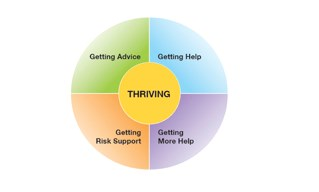 Getting Advice
Getting Help
THRIVING
Getting
Risk Support
Getting
More Help